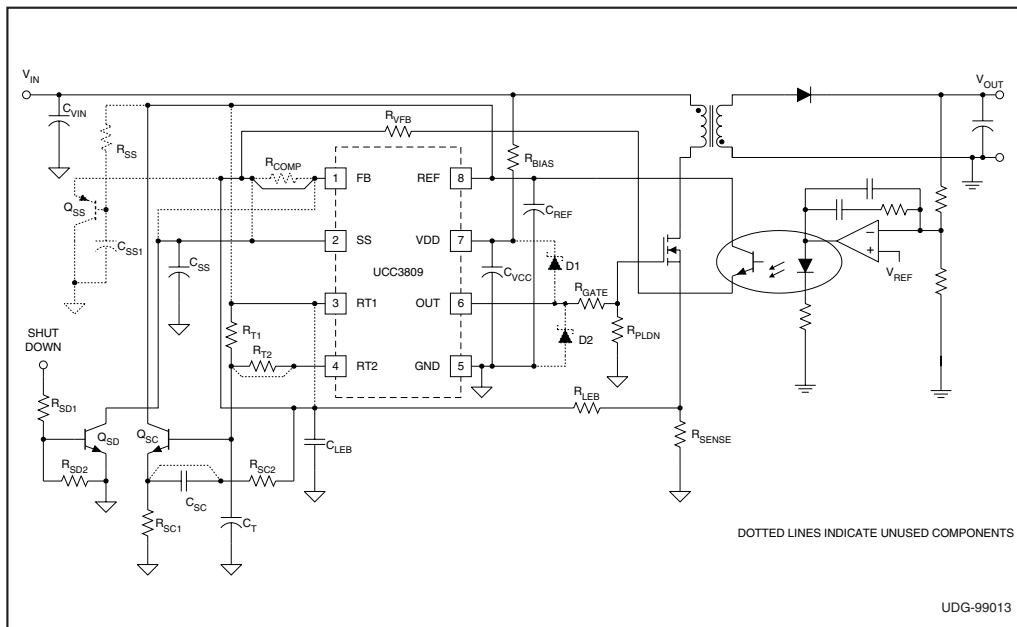 VIN
VOUT
CVIN
RVFB
RSS
RCOMP
RBIAS
1
FB
REF
8
QSS
CREF
2
SS
VDD
7
CSS1
CSS
CVCC
D1
VREF
UCC3809
RGATE
3
RT1
OUT
6
SHUT
DOWN
RT1
D2
RPLDN
RT2
4
RT2
GND
5
RLEB
RSD1
QSD
QSC
CLEB
RSENSE
RSD2
RSC2
CSC
RSC1
CT
DOTTED LINES INDICATE UNUSED COMPONENTS
UDG-99013